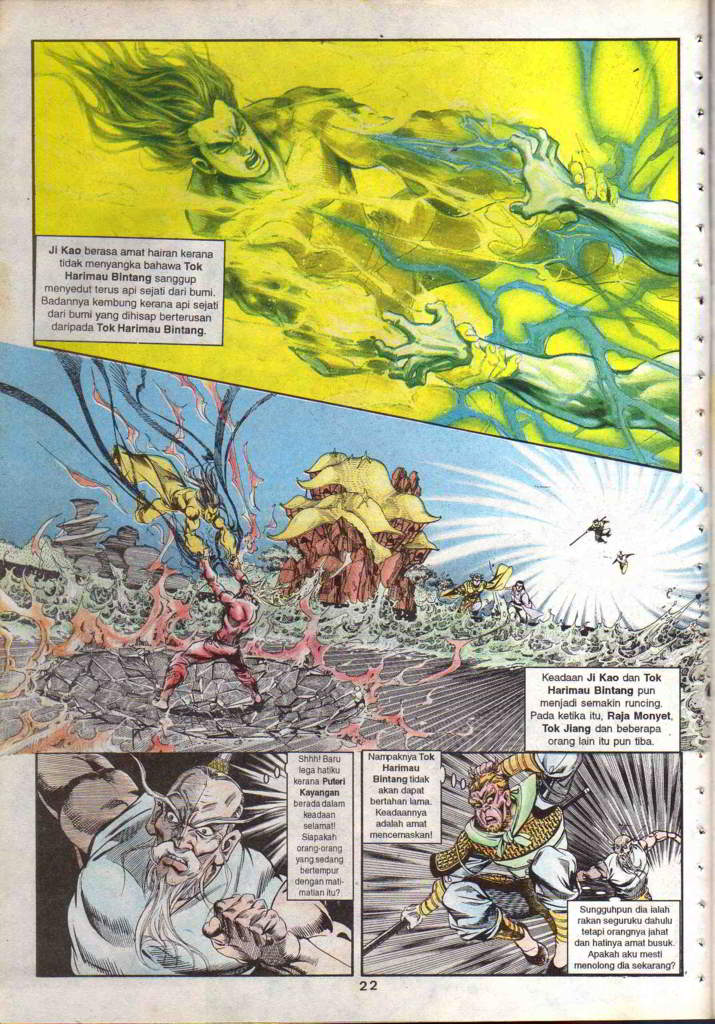 Ji Kao berasa amat hairan kerana
tidak menyangka bahawa Tok
Harimau Bintang sanggup
menyedut terus api sejati dari bumi.
Badannya kembung kerana api sejati
dari bumi yang dihisap berterusan
daripada Tok Harimau Bintang.
Keadaan Ji Kao dan Tok
Harimau Bintang pun
menjadi semakin runcing.
Pada ketika itu, Raja Monyet,
Tok Jiang dan beberapa
orang lain itu pun tiba.
Shhh! Baru
lega hatiku
kerana Puteri
Kayangan
berada dalam
keadaan
selamat!
Siapakah
orang-orang
yang sedang
bertempur
dengan mati-
matian itu?
Nampaknya Tok
Harimau
Bintang tidak
akan dapat
bertahan lama.
Keadaannya
adalah amat
mencemaskan!
Sungguhpun dia ialah
rakan seguruku dahulu
tetapi orangnya jahat
dan hatinya amat busuk.
Apakah aku mesti
menolong dia sekarang?
22